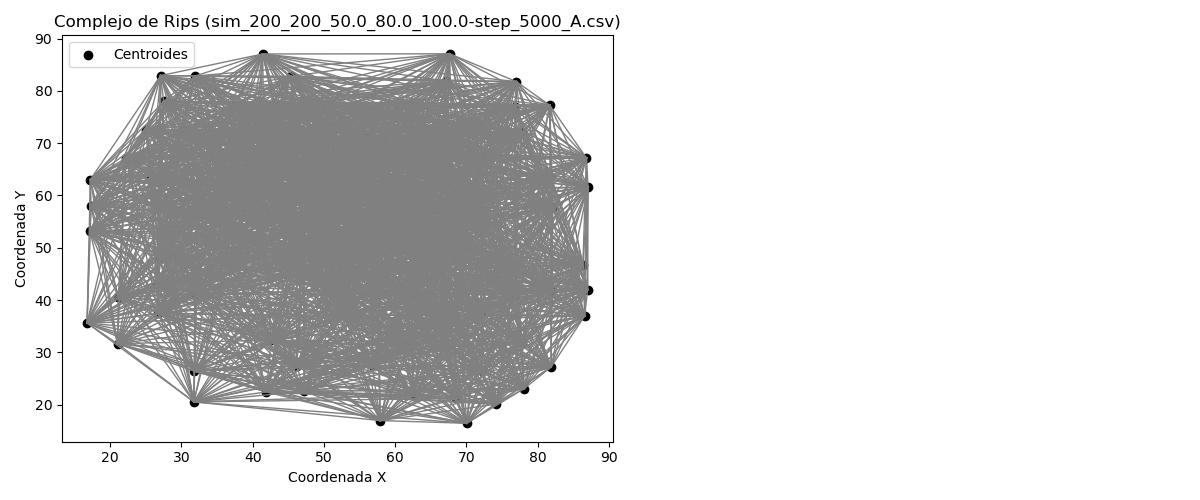 Complejo de Rips (sim_200_200_50.0_80.0_100.0-step_5000_A.csv)
Centroides
90
80
70
60
50
40
30
20
Coordenada Y
20 30 40 50 60 70 80 90
Coordenada X